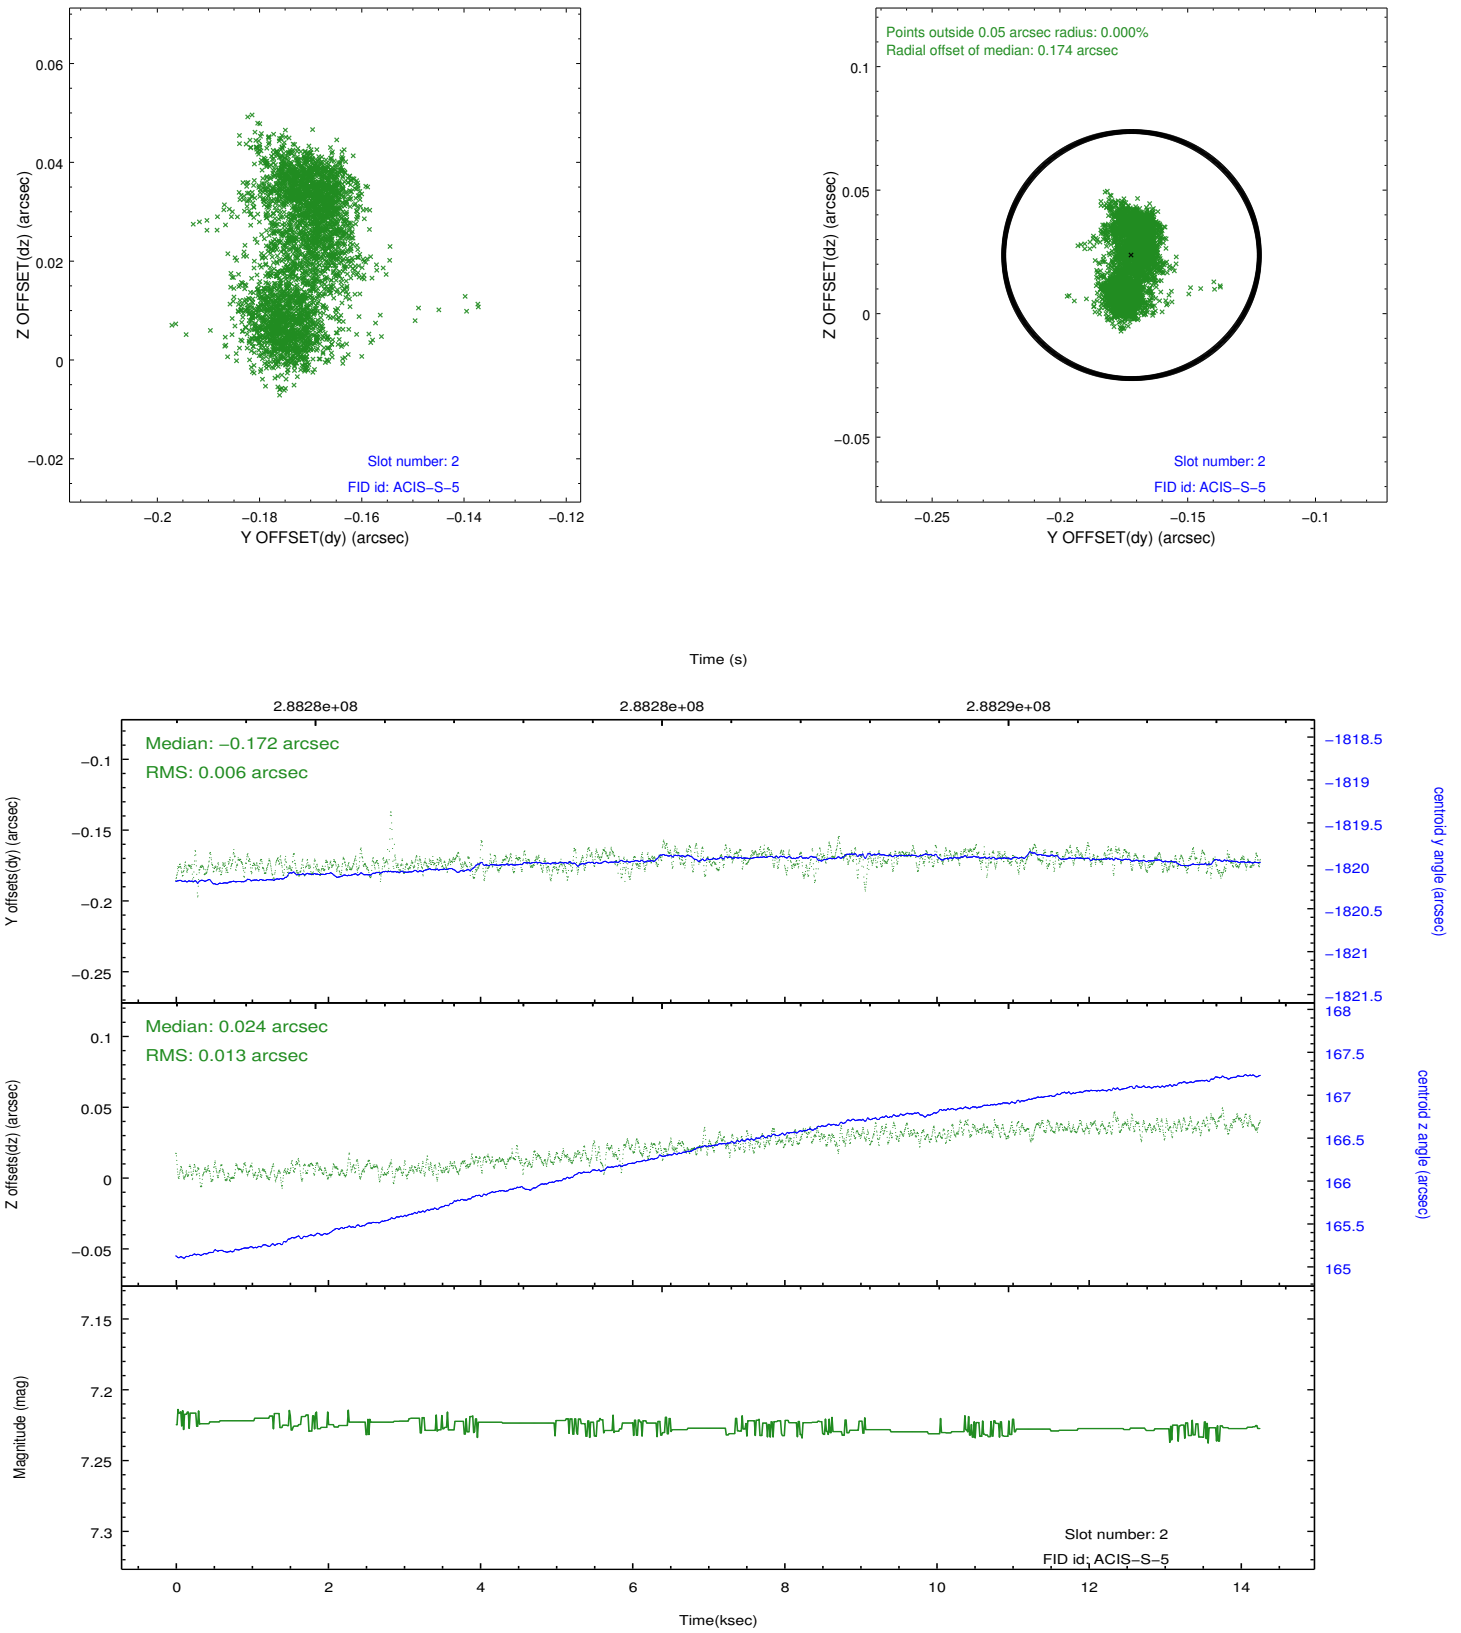 0.06
0.04
0.02
0
−0.02
Z OFFSET(dz) (arcsec)
Slot number: 2
FID id: ACIS−S−5
−0.2
−0.18
−0.16
−0.14
−0.12
Y OFFSET(dy) (arcsec)
Points outside 0.05 arcsec radius: 0.000%
Radial offset of median: 0.174 arcsec
0.1
0.05
0
−0.05
Z OFFSET(dz) (arcsec)
Slot number: 2
FID id: ACIS−S−5
−0.25
−0.2
−0.15
−0.1
Y OFFSET(dy) (arcsec)
Time (s)
2.8828e+08
2.8828e+08
2.8829e+08
Median: −0.172 arcsec
RMS: 0.006 arcsec
−0.1
−0.15
−0.2
−0.25
Y offsets(dy) (arcsec)
−1818.5
−1819
−1819.5
−1820
−1820.5
−1821
−1821.5
centroid y angle (arcsec)
Median: 0.024 arcsec
RMS: 0.013 arcsec
0.1
0.05
0
−0.05
Z offsets(dz) (arcsec)
168
167.5
167
166.5
166
165.5
165
centroid z angle (arcsec)
7.15
7.2
7.25
7.3
Magnitude (mag)
Slot number: 2
FID id: ACIS−S−5
0
2
4
6
8
10
12
14
Time(ksec)